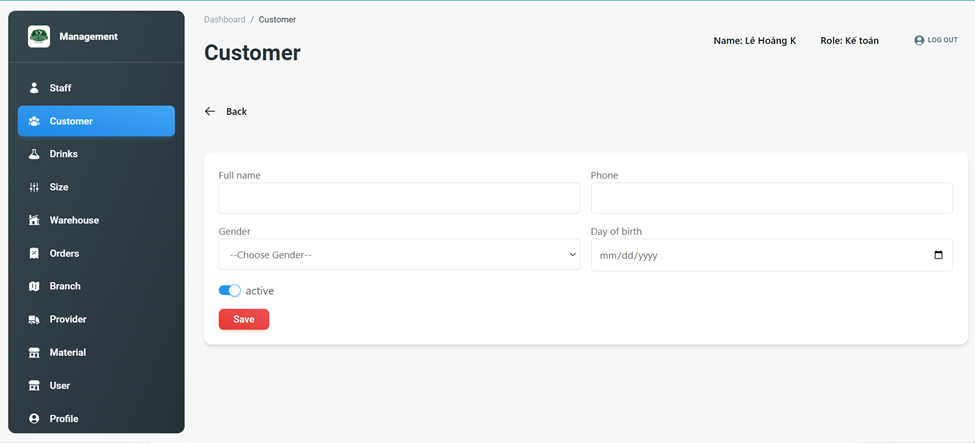 Management
Staff
Customer
Drinks
Size
Warehouse
Orders
Branch
Provider
Material
User
Profile
Dashboard / Customer
Customer
Name: Lê Hoàng K Role: Kế toán LOG OUT
Back
Full name Phone
Gender Day of birth
--Choose Gender-- mm/dd/yyyy
active
Save